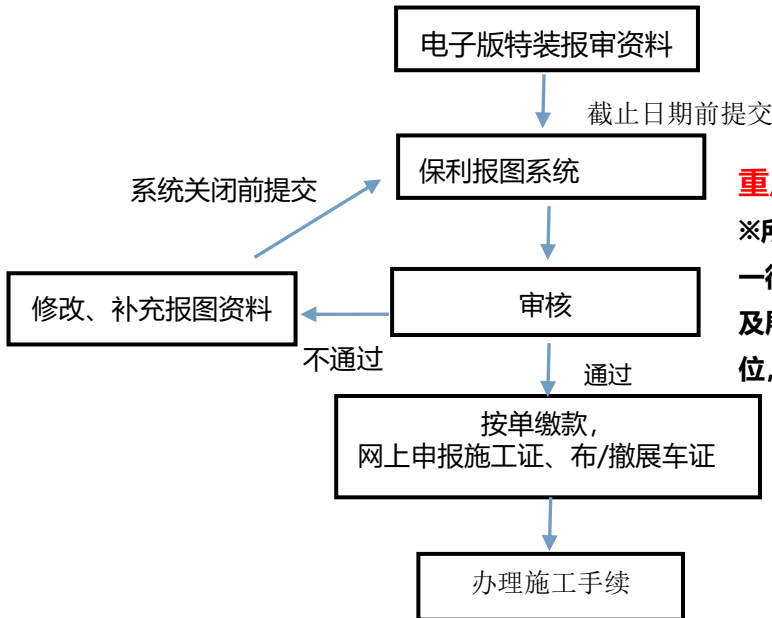 电子版特装报审资料
截止日期前提交
保利报图系统
系统关闭前提交
重
※所
一
及
位,
修改、补充报图资料
审核
不通过
通过
按单缴款,
网上申报施工证、布/撤展车证
办理施工手续